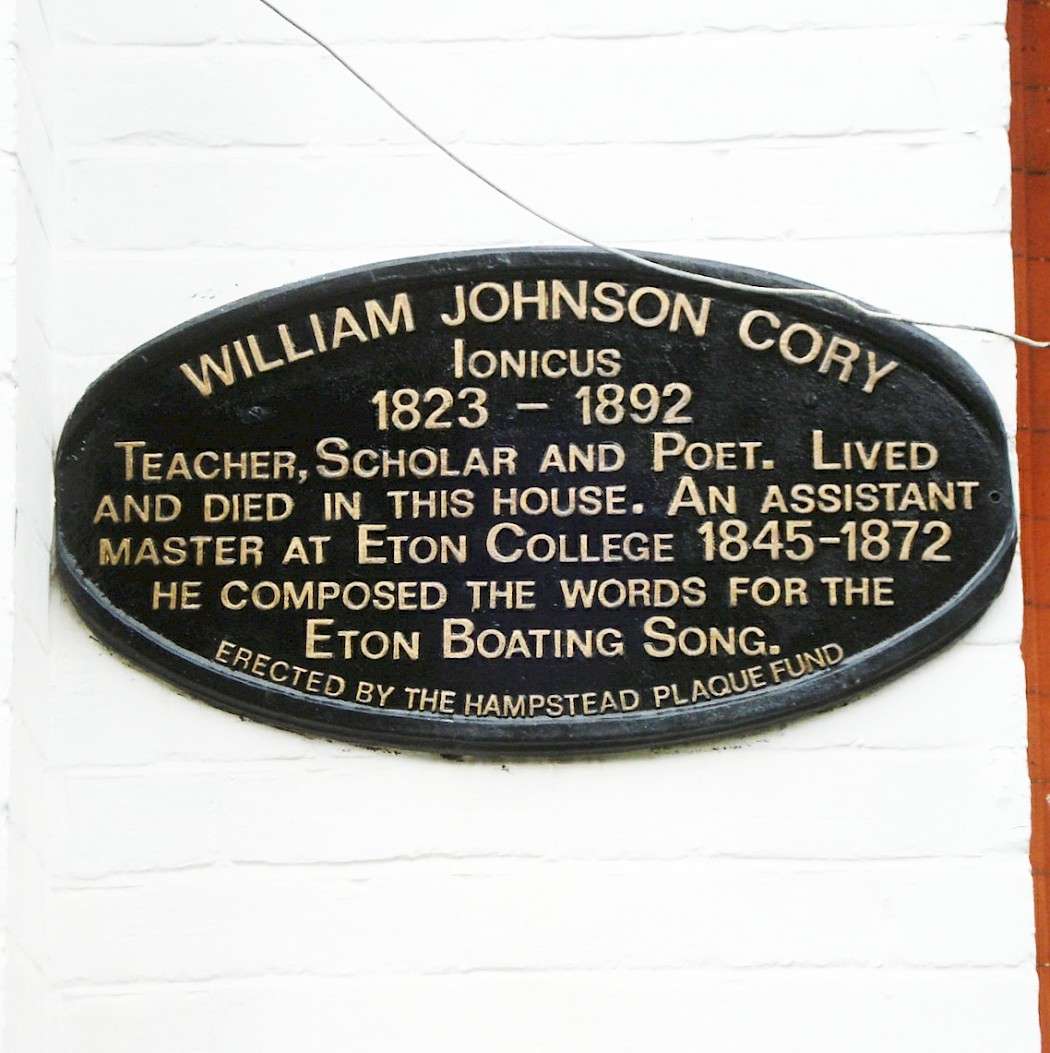 WILLIAM JOHNSON CORY
IONICUS
1823 – 1892
TEACHER, SCHOLAR AND POET. LIVED
AND DIED IN THIS HOUSE. AN ASSISTANT
MASTER AT ETON COLLEGE 1845-1872
HE COMPOSED THE WORDS FOR THE
ETON BOATING SONG.
ERECTED BY THE HAMPSTEAD PLAQUE FUND